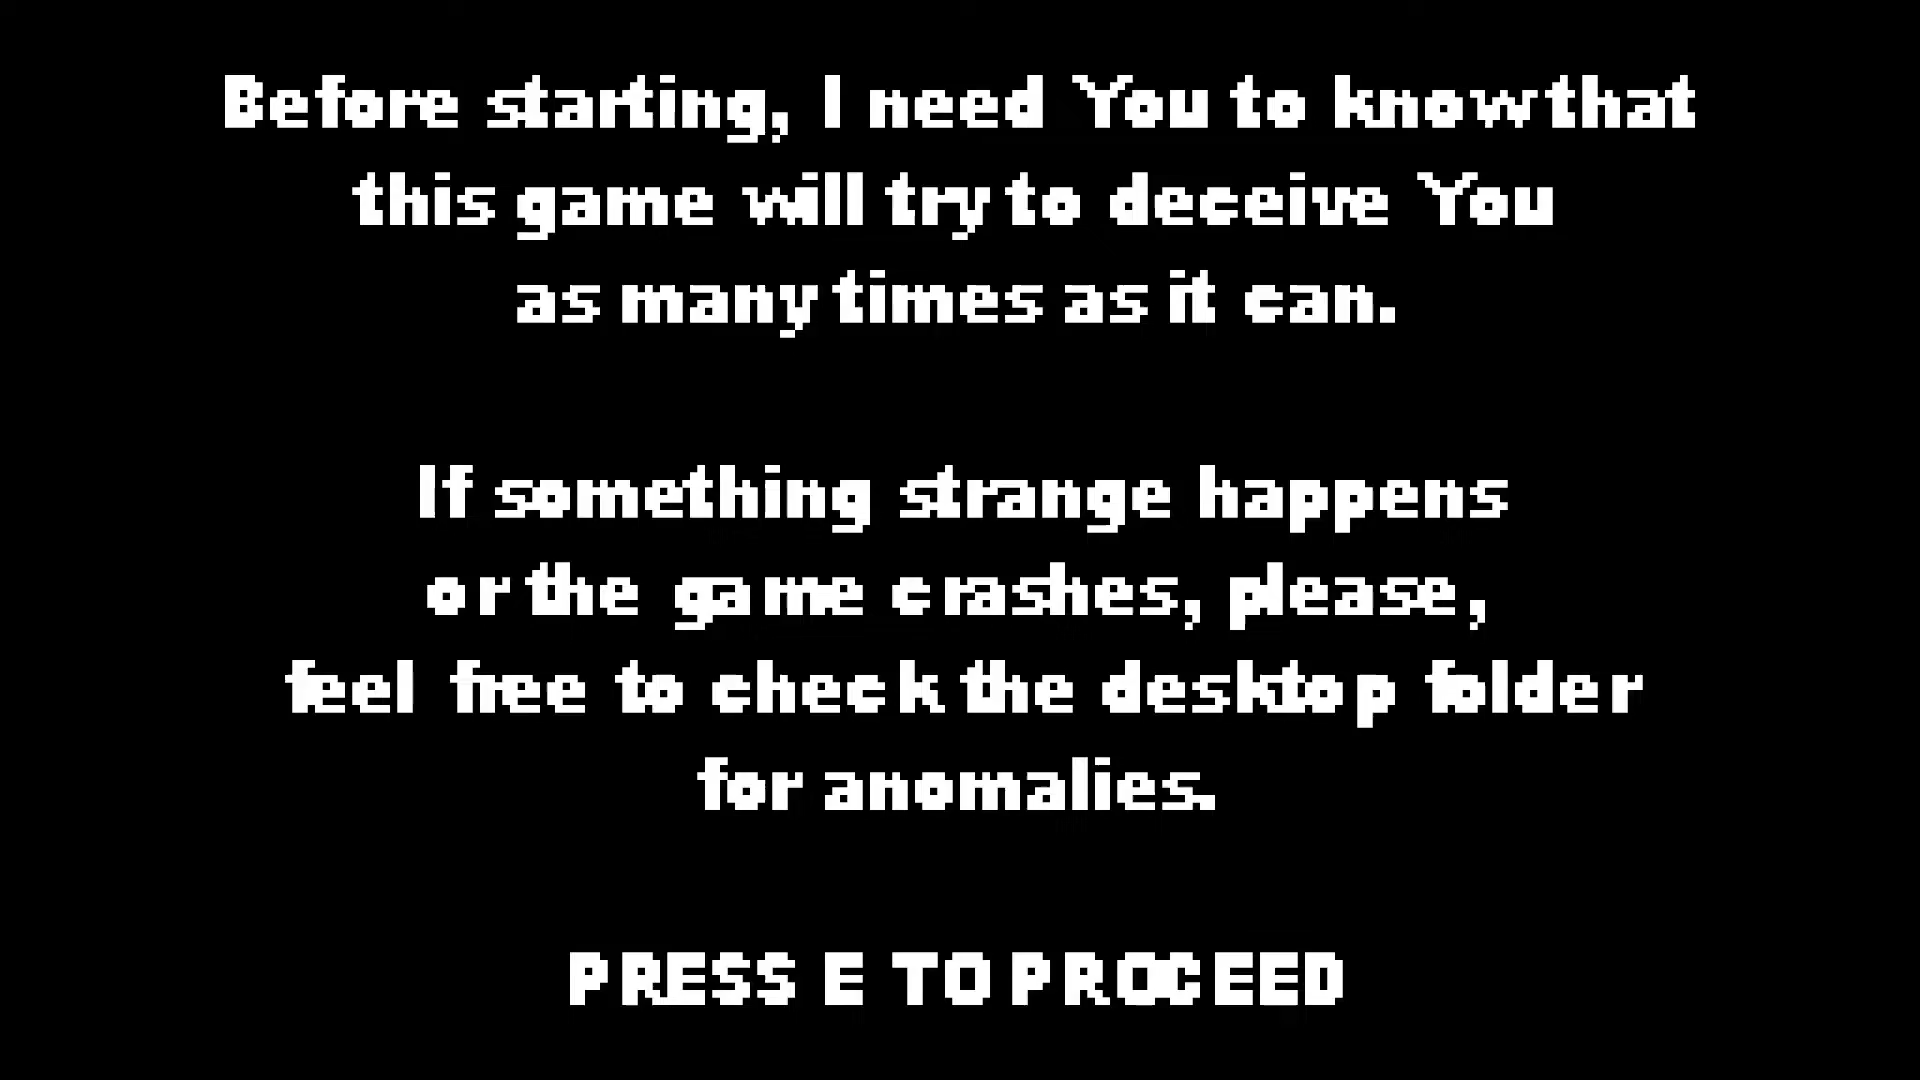 Before starting, I need You to know that
this game will try to deceive You
as many times as it can.
If something strange happens
or the game crashes, please,
feel free to check the desktop folder
for anomalies.
PRESS E TO PROCEED